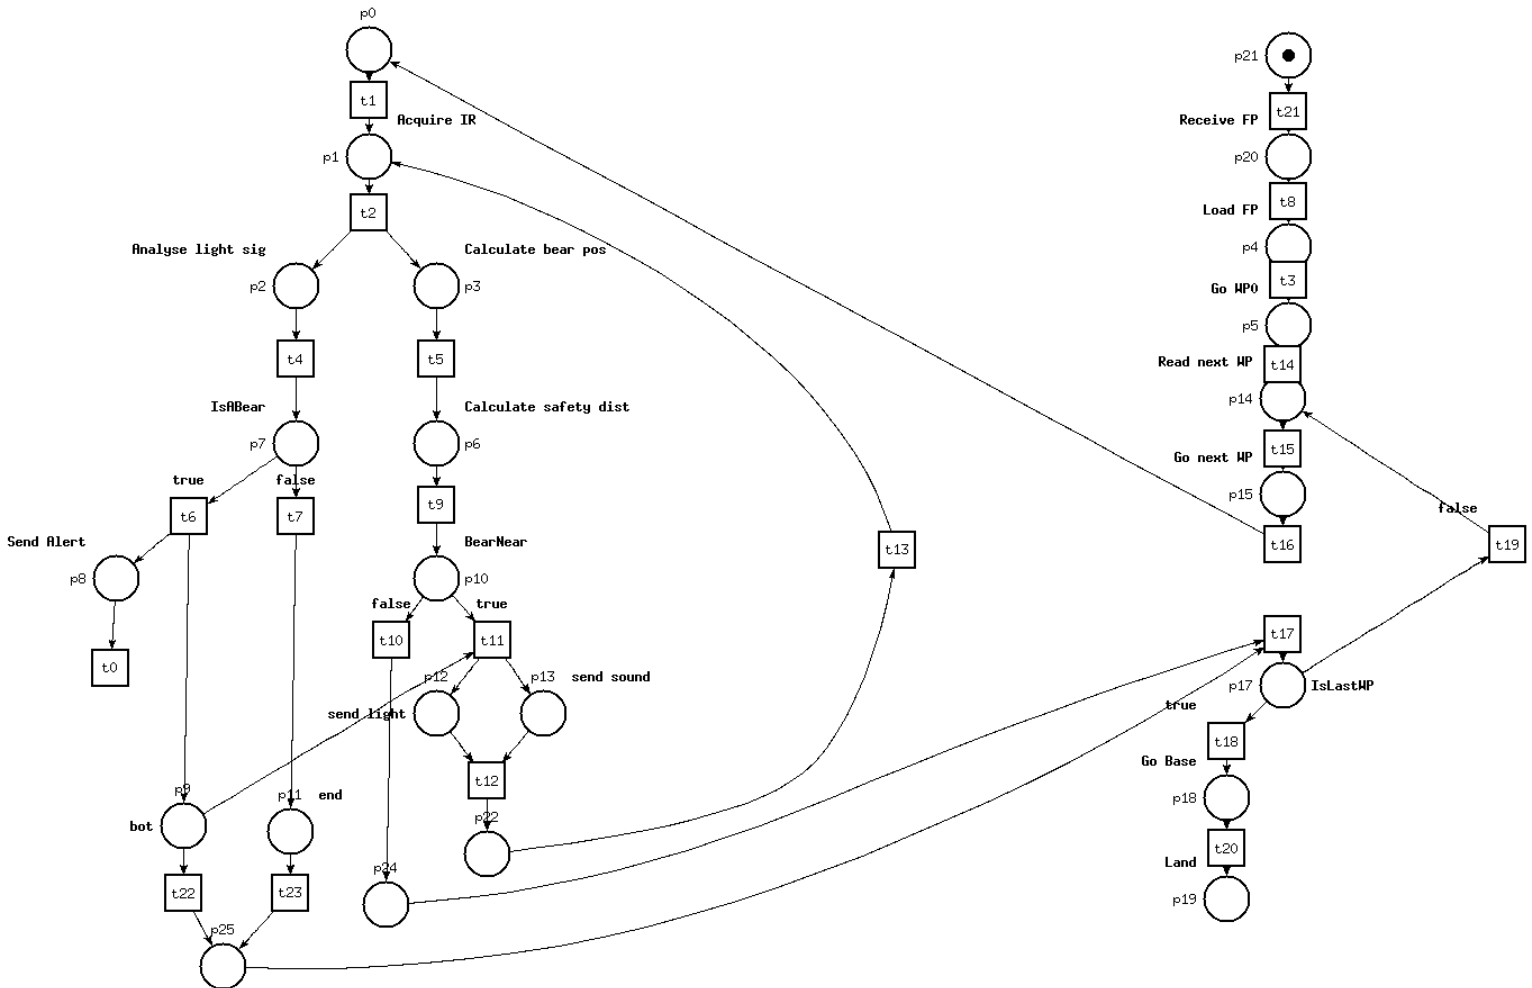 p0
p21
t1
t21
Acquire IR
Receive FP
p1
p20
t8
t2
Load FP
Analyse light sig
Calculate bear pos
p4
t3
p2
p3
Go WP0
p5
t4
t5
Read next WP
t14
p14
IsABear
Calculate safety dist
p7
p6
t15
Go next WP
true
false
p15
t9
false
t6
t7
Send Alert
BearNear
t13
t16
t19
p8
p10
false
true
t10
t11
t17
t0
p12
p13
send sound
p17
IsLastWP
true
send light
t18
t12
Go Base
p9
p11
end
p18
bot
p22
t20
Land
p24
t22
t23
p19
p25